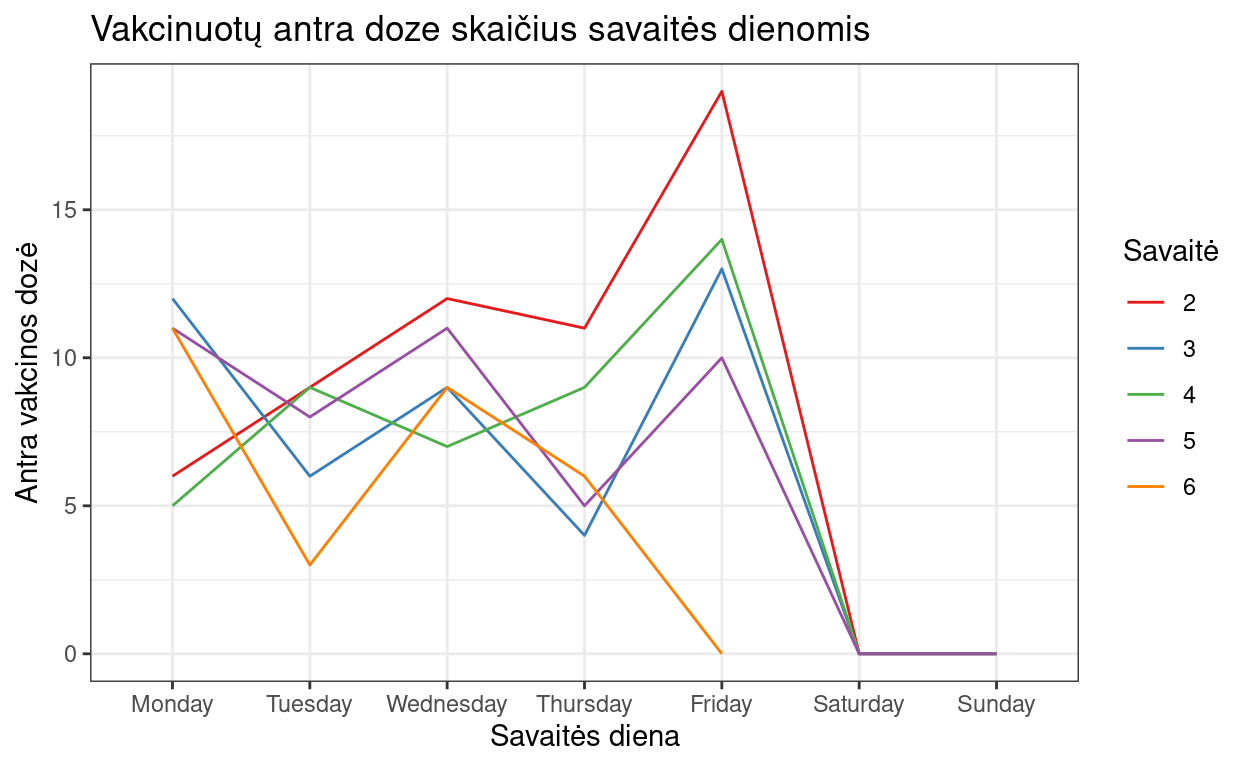 Vakcinuotų antra doze skaičius savaitės dienomis
Antra vakcinos dozė
15
10
5
0
Monday Tuesday Wednesday Thursday Friday Saturday Sunday
Savaitės diena
Savaitė
2
3
4
5
6